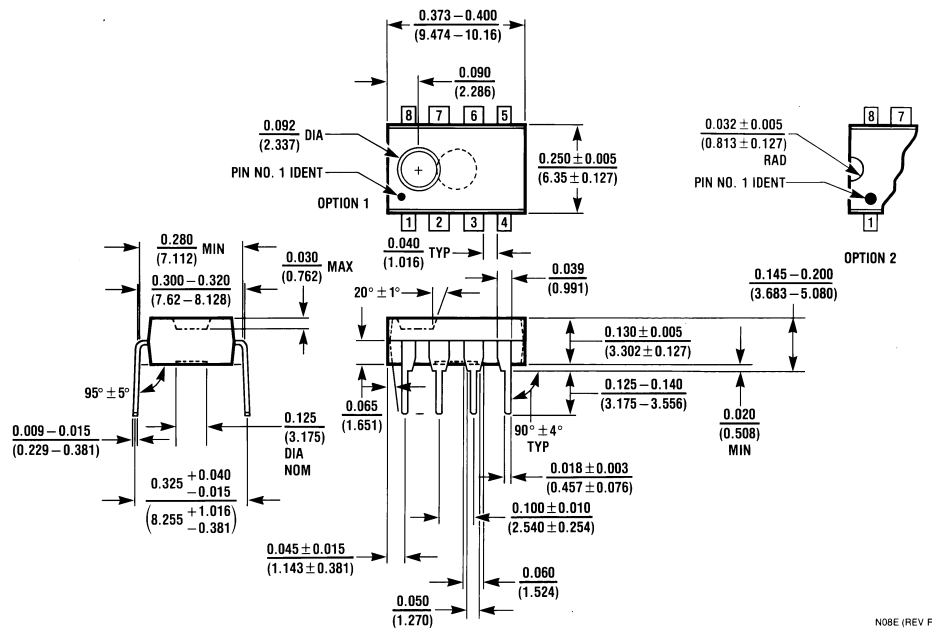 0.373 – 0.400
(9.474 – 10.16)
0.090
(2.286)
8 7 6 5
8 7
0.092 DIA
(2.337)
0.032 ± 0.005
(0.813 ± 0.127)
RAD
0.250 ± 0.005
(6.35 ± 0.127)
PIN NO. 1 IDENT
PIN NO. 1 IDENT
OPTION 1
1 2 3 4
1
OPTION 2
0.280 MIN
(7.112)
0.030 MAX
(0.762)
0.040 TYP
(1.016)
0.039
(0.991)
0.145 – 0.200
(3.683 – 5.080)
0.300 – 0.320
(7.62 – 8.128)
20° ± 1°
0.130 ± 0.005
(3.302 ± 0.127)
95° ± 5°
0.065
(1.651)
0.125 – 0.140
(3.175 – 3.556)
90° ± 4°
TYP
0.020
(0.508)
MIN
0.009 – 0.015
(0.229 – 0.381)
0.125
(3.175)
DIA
NOM
0.018 ± 0.003
(0.457 ± 0.076)
0.325 +0.040
–0.015
(8.255 +1.016
–0.381)
0.100 ± 0.010
(2.540 ± 0.254)
0.045 ± 0.015
(1.143 ± 0.381)
0.060
(1.524)
0.050
(1.270)
N08E (REV F